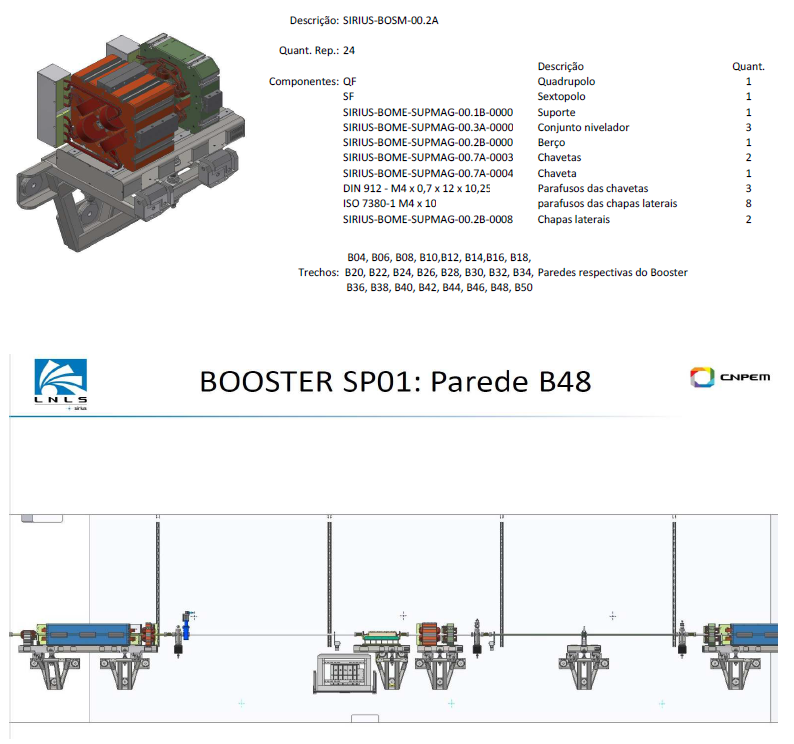 Descrição: SIRIUS-BOSM-00.2A
Quant. Rep.: 24
Descrição Quant.
Componentes: QF Quadrupolo 1
SF Sextopolo 1
SIRIUS-BOME-SUPMAG-00.1B-0000 Suporte 1
SIRIUS-BOME-SUPMAG-00.3A-0000 Conjunto nivelador 3
SIRIUS-BOME-SUPMAG-00.2B-0000 Berço 1
SIRIUS-BOME-SUPMAG-00.7A-0003 Chavetas 2
SIRIUS-BOME-SUPMAG-00.7A-0004 Chaveta 1
DIN 912 - M4 x 0,7 x 12 x 10,25 Parafusos das chavetas 3
ISO 7380-1 M4 x 10 parafusos das chapas laterais 8
SIRIUS-BOME-SUPMAG-00.2B-0008 Chapas laterais 2
B04, B06, B08, B10,B12, B14,B16, B18,
Trechos: B20, B22, B24, B26, B28, B30, B32, B34, Paredes respectivas do Booster
B36, B38, B40, B42, B44, B46, B48, B50
LNLS
sirius
BOOSTER SP01: Parede B48
CNPEM